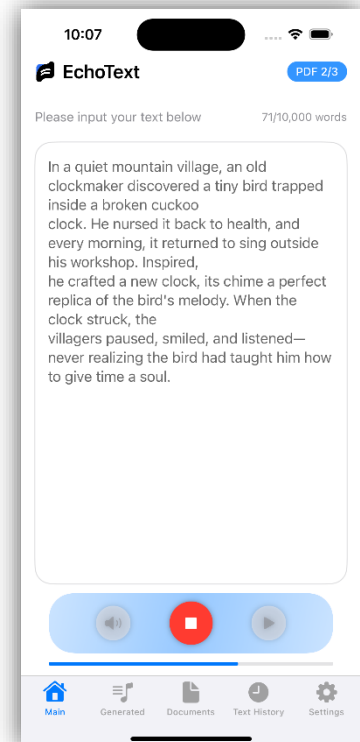 10:07
EchoText
PDF 2/3
Please input your text below
71/10,000 words
In a quiet mountain village, an old
clockmaker discovered a tiny bird trapped
inside a broken cuckoo
clock. He nursed it back to health, and
every morning, it returned to sing outside
his workshop. Inspired,
he crafted a new clock, its chime a perfect
replica of the bird's melody. When the
clock struck, the
villagers paused, smiled, and listened—
never realizing the bird had taught him how
to give time a soul.
Main
Generated
Documents
Text History
Settings